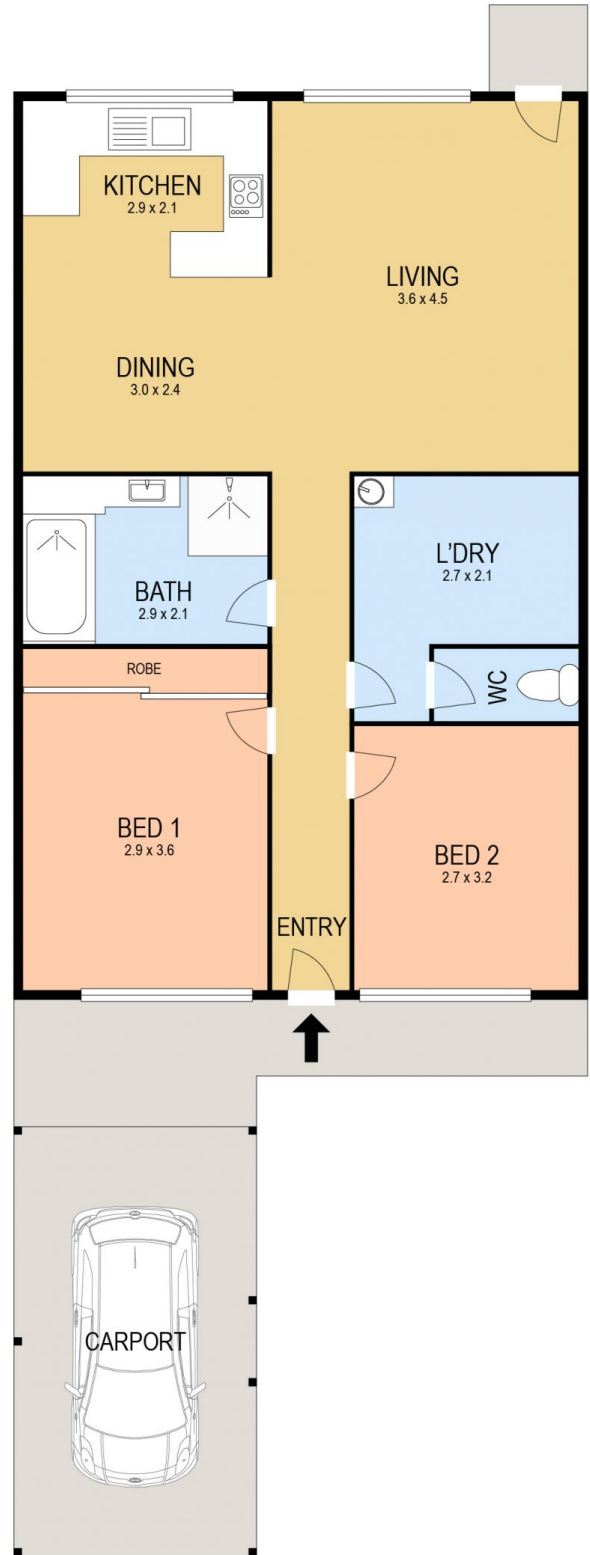 KITCHEN
2.9 x 2.1
LIVING
3.6 x 4.5
DINING
3.0 x 2.4
BATH
2.9 x 2.1
L'DRY
2.7 x 2.1
ROBE
WC
BED 1
2.9 x 3.6
BED 2
2.7 x 3.2
ENTRY
CARPORT